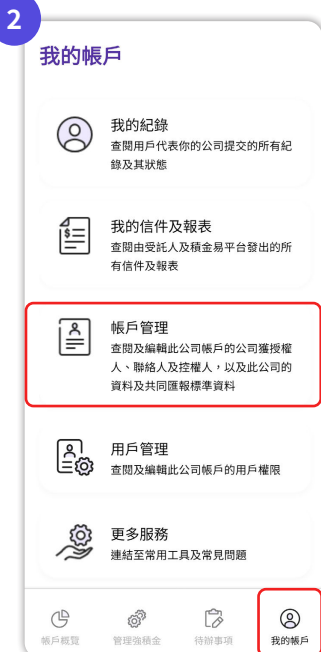 2
我的帳戶
我的紀錄
查閱用戶代表你的公司提交的所有紀
錄及其狀態
我的信件及報表
查閱由受託人及積金易平台發出的所
有信件及報表
帳戶管理
查閱及編輯此公司帳戶的公司獲授權
人、聯絡人及控權人，以及此公司的
資料及共同匯報標準資料
用戶管理
查閱及編輯此公司帳戶的用戶權限
更多服務
連結至常用工具及常見問題
帳戶概覽
管理強積金
待辦事項
我的帳戶